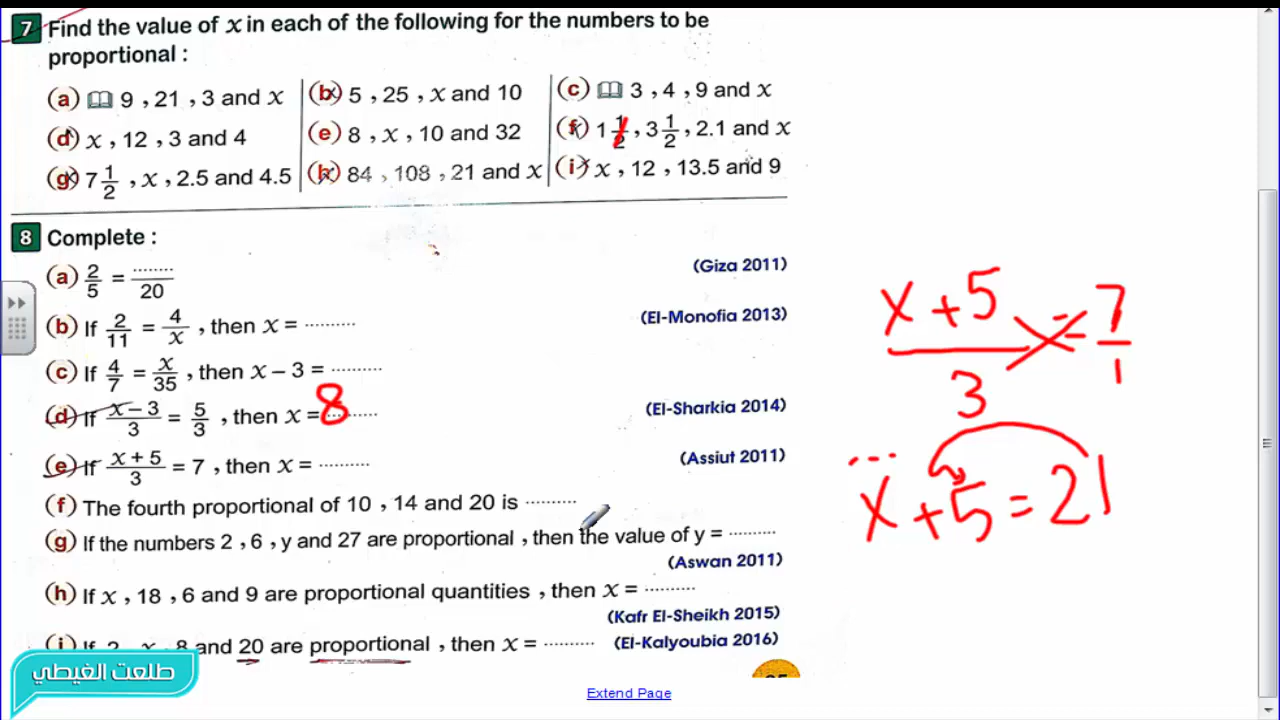 7 Find the value of x in each of the following for the numbers to be
proportional :
(a) 9 , 21 , 3 and x
(b) 5 , 25 , x and 10
(c) 3 , 4 , 9 and x
(d) x , 12 , 3 and 4
(e) 8 , x , 10 and 32
(f) 1 1/2 , 3 1/2 , 2.1 and x
(g) 7 1/2 , x , 2.5 and 4.5
(h) 84 , 108 , 21 and x
(i) x , 12 , 13.5 and 9
8 Complete :
(a) 2/5 = ......../20 (Giza 2011)
(b) If 2/11 = 4/x , then x = ......... (El-Monofia 2013)
(c) If 4/7 = x/35 , then x – 3 = .........
(d) If x – 3/3 = 5/3 , then x = 8 ......... (El-Sharkia 2014)
(e) If x + 5/3 = 7 , then x = ......... (Assiut 2011)
(f) The fourth proportional of 10 , 14 and 20 is .........
(g) If the numbers 2 , 6 , y and 27 are proportional , then the value of y = .........
(Aswan 2011)
(h) If x , 18 , 6 and 9 are proportional quantities , then x = .........
(Kafr El-Sheikh 2015)
(i) If 2 , x , 8 and 20 are proportional , then x = ......... (El-Kalyoubia 2016)
x + 5/3 = 7/1
... x + 5 = 21
طلعت الغيطي
Extend Page